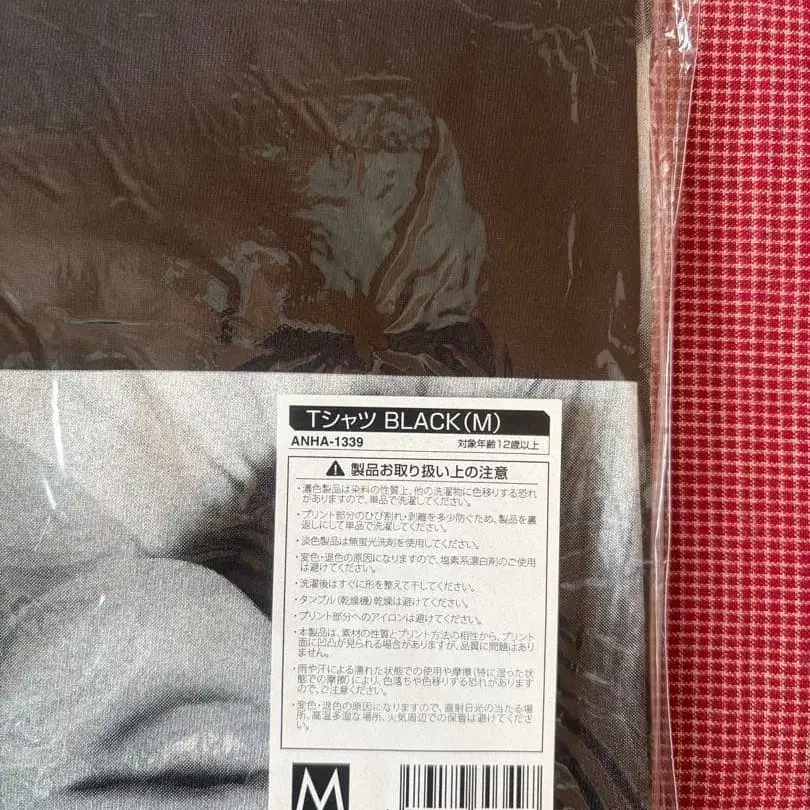 Tシャツ BLACK(M)
ANHA-1339 対象年齢12歳以上
製品お取り扱い上の注意
・濃色製品は染料の性質上、他の洗濯物に色移りする恐れ
がありますので、単品で洗濯してください。
・プリント部分のひび割れ・剥離を多少防ぐため、製品を裏
返しにして単品で洗濯してください。
・淡色製品は無蛍光洗剤を使用してください。
・変色・退色の原因になりますので、塩素系漂白剤のご使用
は避けてください。
・洗濯後はすぐに形を整えて干してください。
・タンブル(乾燥機)乾燥は避けてください。
・プリント部分へのアイロンは避けてください。
・本製品は、素材の性質とプリント方法の相性から、プリント
面に凹凸が見られる場合がありますが、品質に問題はあり
ません。
・雨や汗による濡れた状態での使用や摩擦(特に湿った状
態での摩擦)により、色落ちや色移りする恐れがあります
ので、ご注意ください。
・変色・退色の原因になりますので、直射日光の当たる場
所、高温多湿な場所、火気周辺での保管は避けてくださ
い。
M